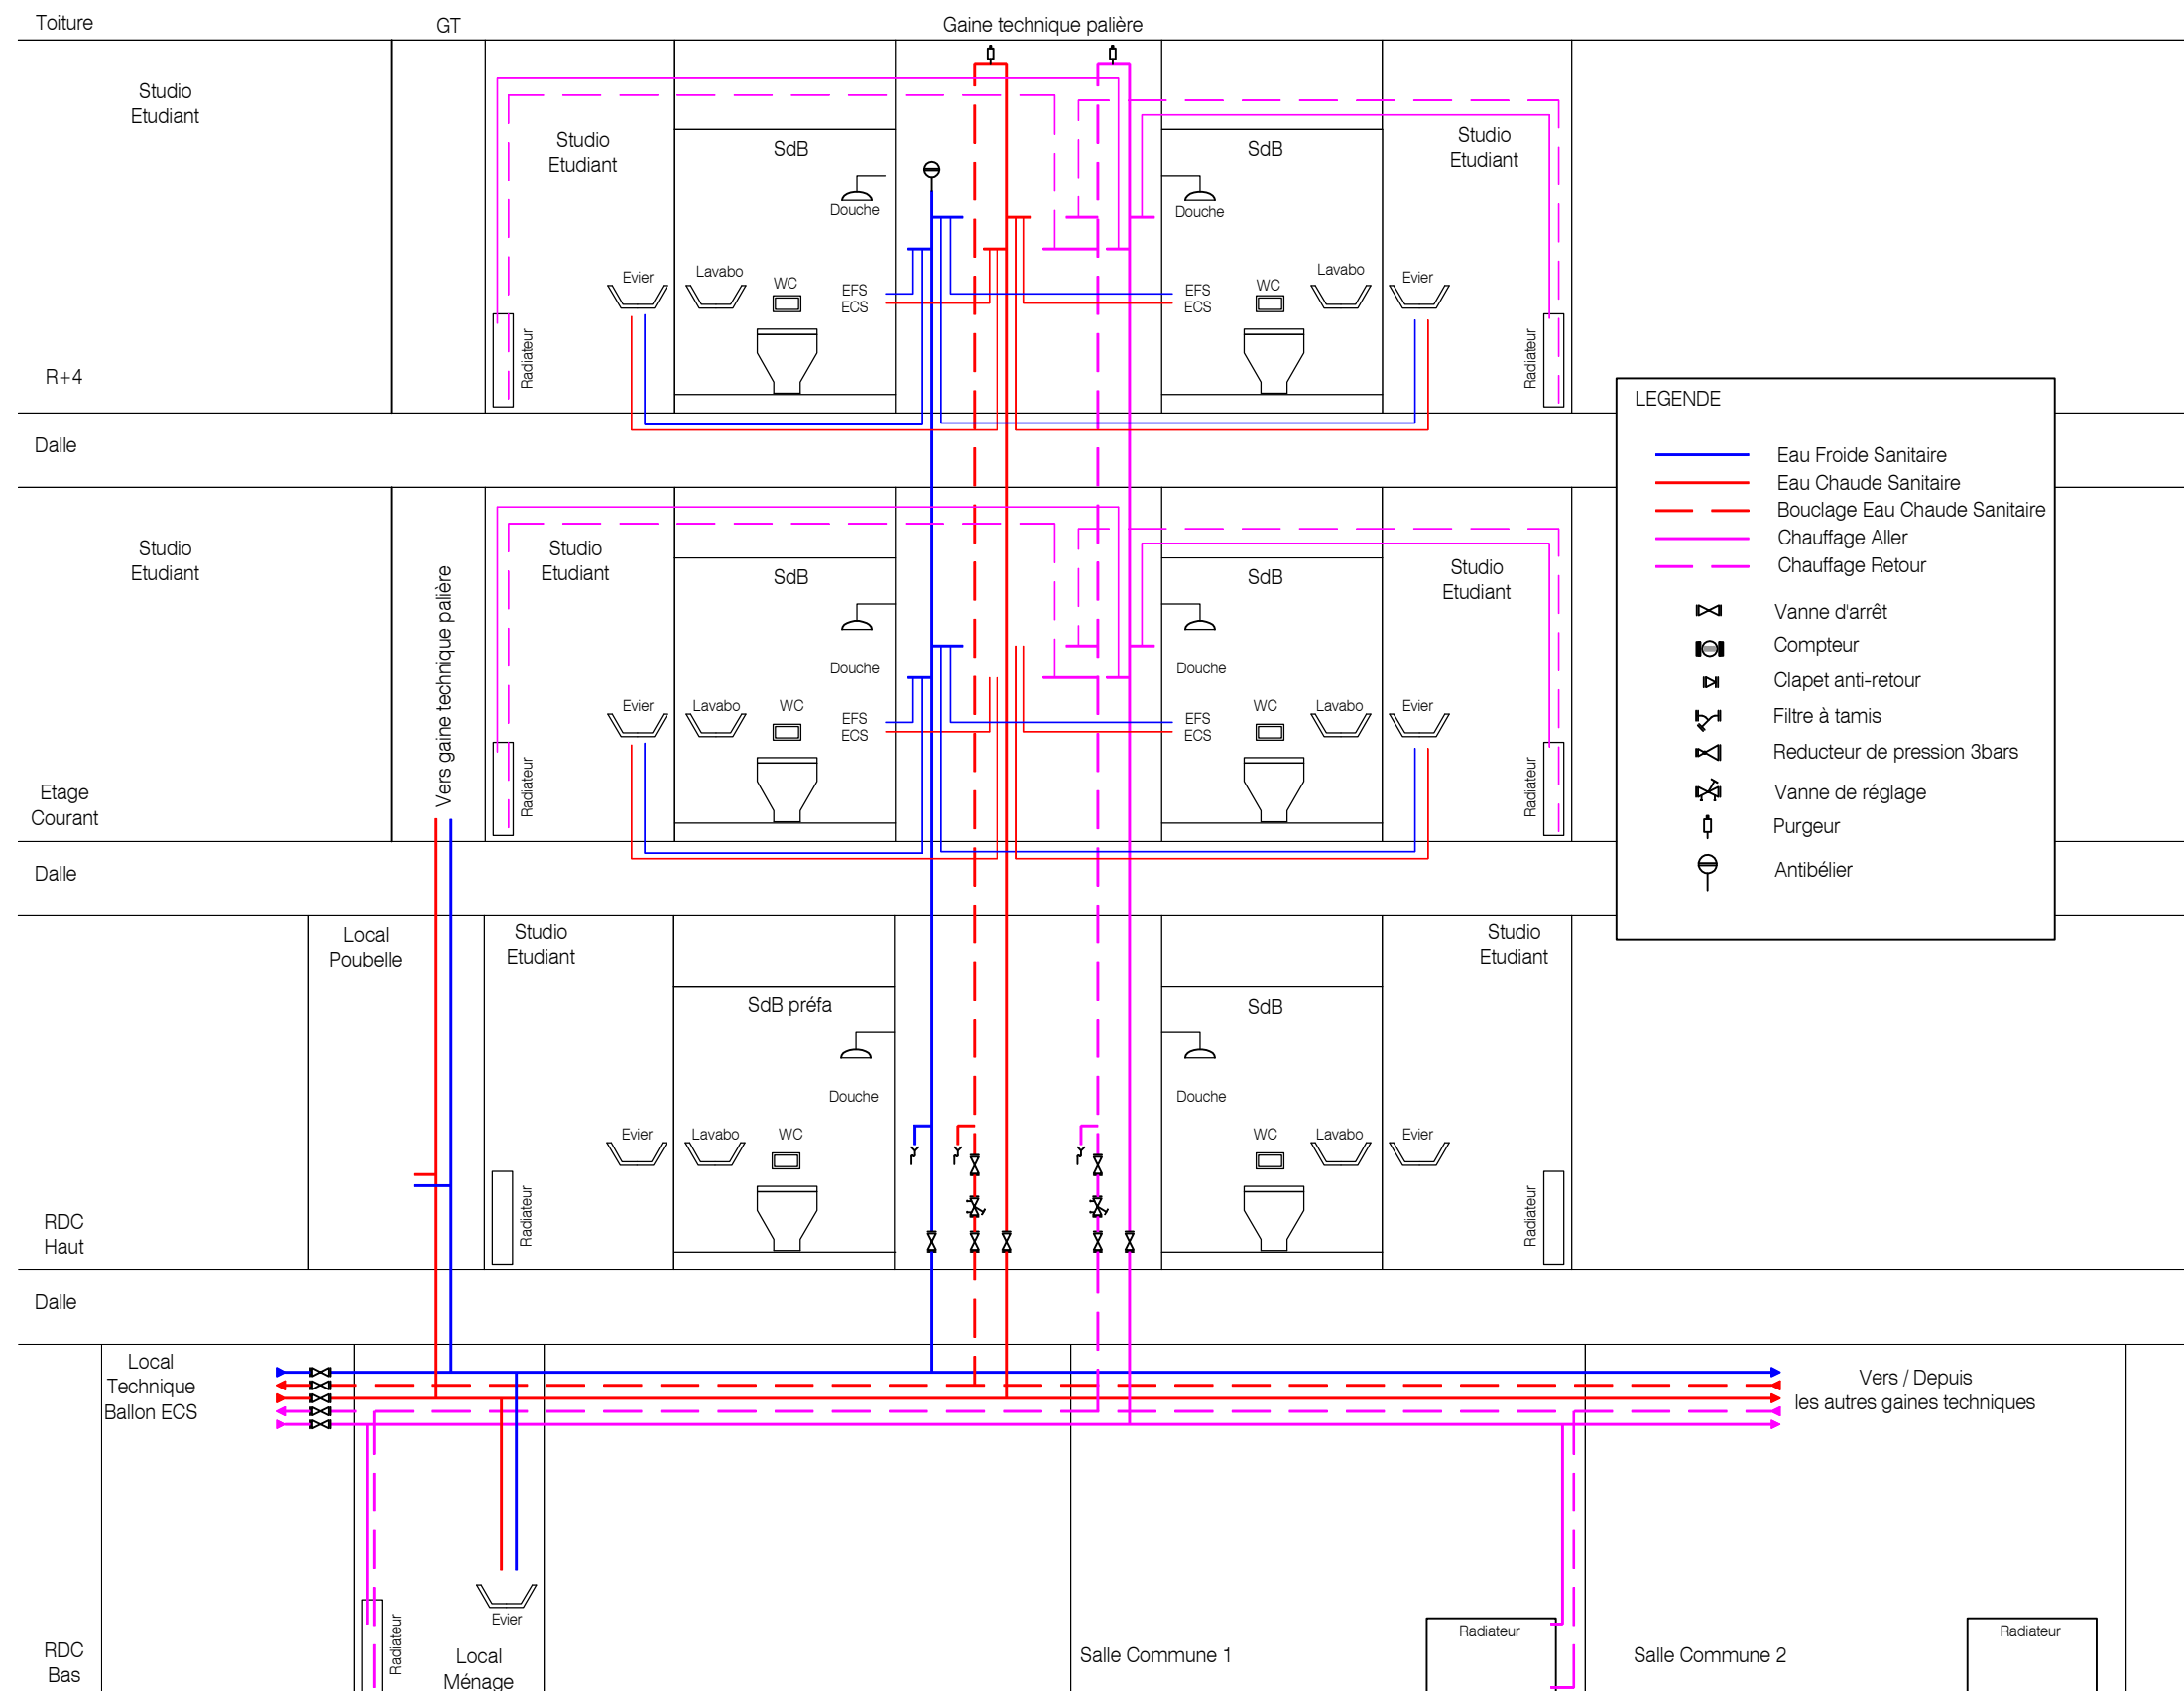 Toiture
GT
Gaine technique palière
Studio
Etudiant
Studio
Etudiant
SdB
SdB
Studio
Etudiant
Douche
Douche
Evier
Lavabo
WC
EFS
ECS
EFS
ECS
WC
Lavabo
Evier
Radiateur
Radiateur
R+4
Dalle
LEGENDE
Eau Froide Sanitaire
Eau Chaude Sanitaire
Bouclage Eau Chaude Sanitaire
Chauffage Aller
Chauffage Retour
Vanne d'arrêt
Compteur
Clapet anti-retour
Filtre à tamis
Reducteur de pression 3bars
Vanne de réglage
Purgeur
Antibélier
Studio
Etudiant
Vers gaine technique palière
Studio
Etudiant
SdB
SdB
Studio
Etudiant
Douche
Douche
Evier
Lavabo
WC
EFS
ECS
EFS
ECS
WC
Lavabo
Evier
Radiateur
Radiateur
Etage
Courant
Dalle
Local
Poubelle
Studio
Etudiant
SdB préfa
SdB
Studio
Etudiant
Douche
Douche
Evier
Lavabo
WC
WC
Lavabo
Evier
Radiateur
Radiateur
RDC
Haut
Dalle
Local
Technique
Ballon ECS
Vers / Depuis
les autres gaines techniques
Radiateur
Evier
Local
Ménage
Salle Commune 1
Radiateur
Salle Commune 2
Radiateur
RDC
Bas